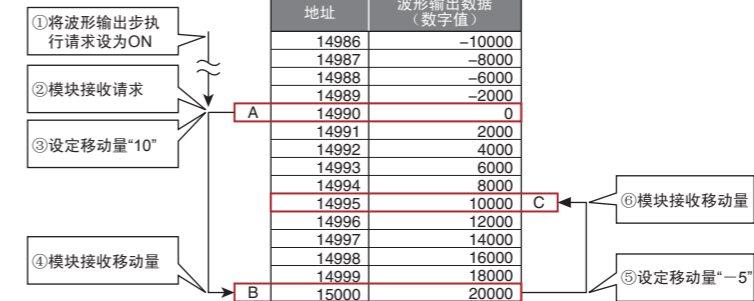 ①将波形输出步执
行请求设为ON
②模块接收请求
③设定移动量“10”
④模块接收移动量
地址 波形输出数据
（数字值）
14986 −10000
14987 −8000
14988 −6000
14989 −2000
A 14990 0
14991 2000
14992 4000
14993 6000
14994 8000
14995 10000 C
14996 12000
14997 14000
14998 16000
14999 18000
B 15000 20000
⑥模块接收移动量
⑤设定移动量“−5”